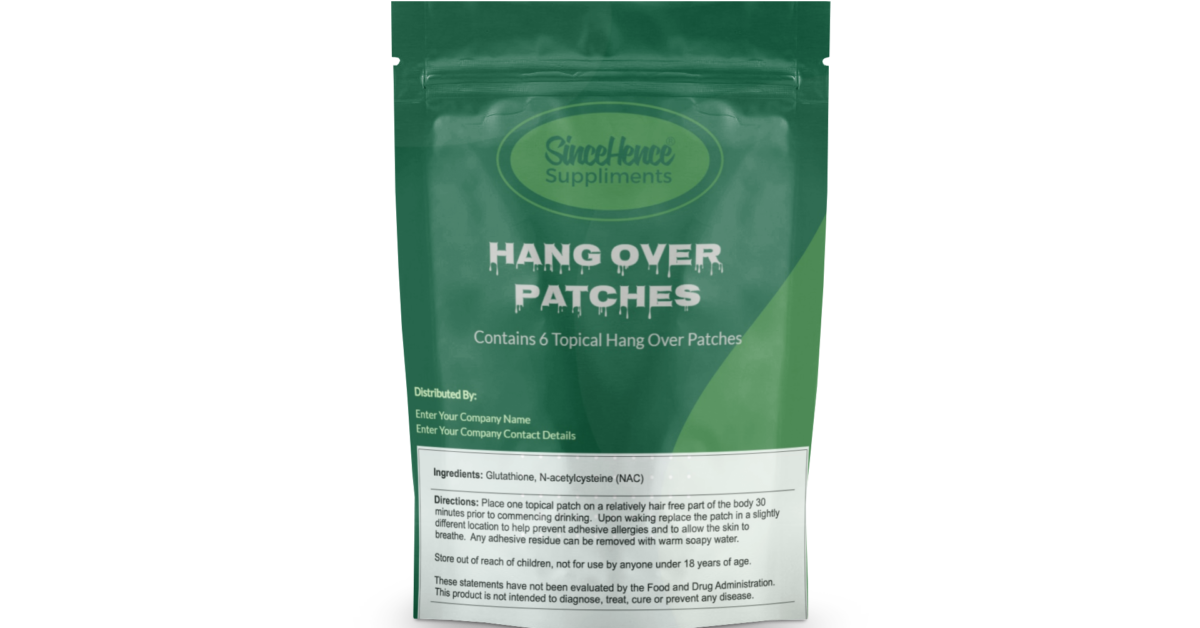 SinceHence®
Suppliments
HANG OVER
PATCHES
Contains 6 Topical Hang Over Patches
Distributed By:
Enter Your Company Name
Enter Your Company Contact Details
Ingredients: Glutathione, N-acetylcysteine (NAC)
Directions: Place one topical patch on a relatively hair free part of the body 30
minutes prior to commencing drinking. Upon waking replace the patch in a slightly
different location to help prevent adhesive allergies and to allow the skin to
breathe. Any adhesive residue can be removed with warm soapy water.
Store out of reach of children, not for use by anyone under 18 years of age.
These statements have not been evaluated by the Food and Drug Administration.
This product is not intended to diagnose, treat, cure or prevent any disease.